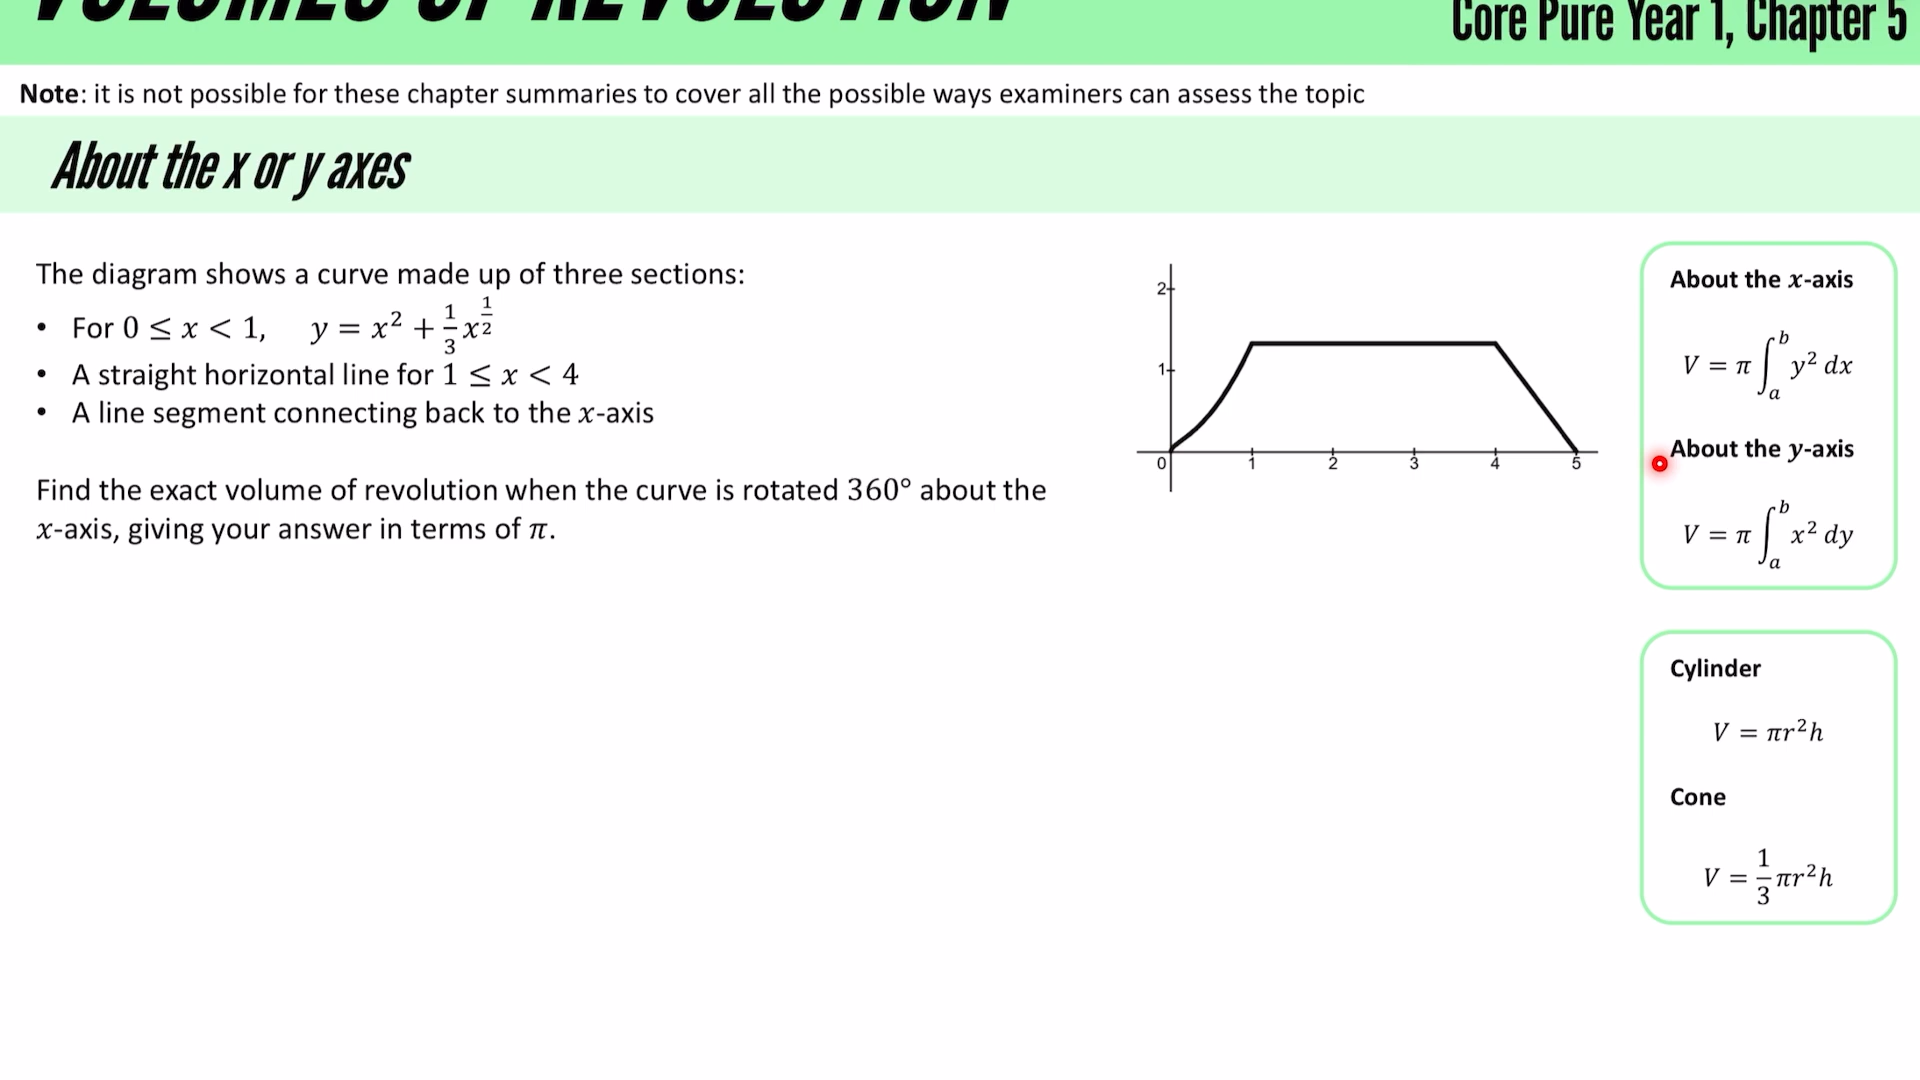 VOLUMES OF REVOLUTION
Core Pure Year 1, Chapter 5
Note: it is not possible for these chapter summaries to cover all the possible ways examiners can assess the topic
About the x or y axes
The diagram shows a curve made up of three sections:
• For 0 ≤ x < 1, y = x² + 1/3 x^(1/2)
• A straight horizontal line for 1 ≤ x < 4
• A line segment connecting back to the x-axis
Find the exact volume of revolution when the curve is rotated 360° about the
x-axis, giving your answer in terms of π.
2
1
0 1 2 3 4 5
About the x-axis
V = π ∫_a^b y² dx
About the y-axis
V = π ∫_a^b x² dy
Cylinder
V = πr²h
Cone
V = 1/3 πr²h